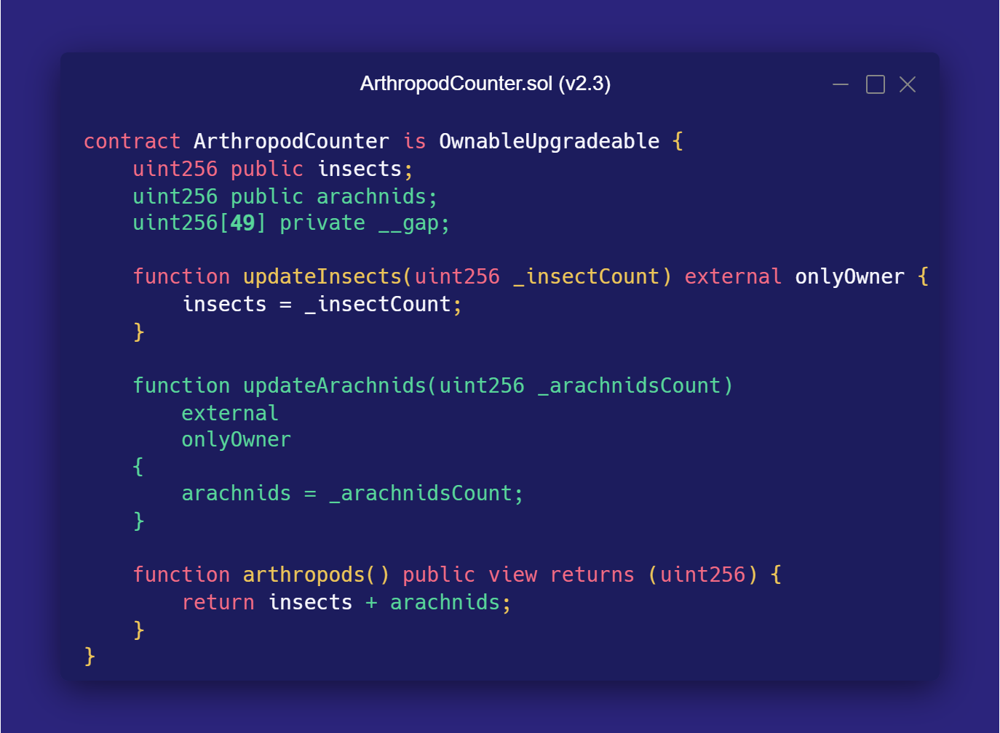 ArthropodCounter.sol (v2.3)
contract ArthropodCounter is OwnableUpgradeable {
    uint256 public insects;
    uint256 public arachnids;
    uint256[49] private __gap;

    function updateInsects(uint256 _insectCount) external onlyOwner {
        insects = _insectCount;
    }

    function updateArachnids(uint256 _arachnidsCount)
        external
        onlyOwner
    {
        arachnids = _arachnidsCount;
    }

    function arthropods() public view returns (uint256) {
        return insects + arachnids;
    }
}